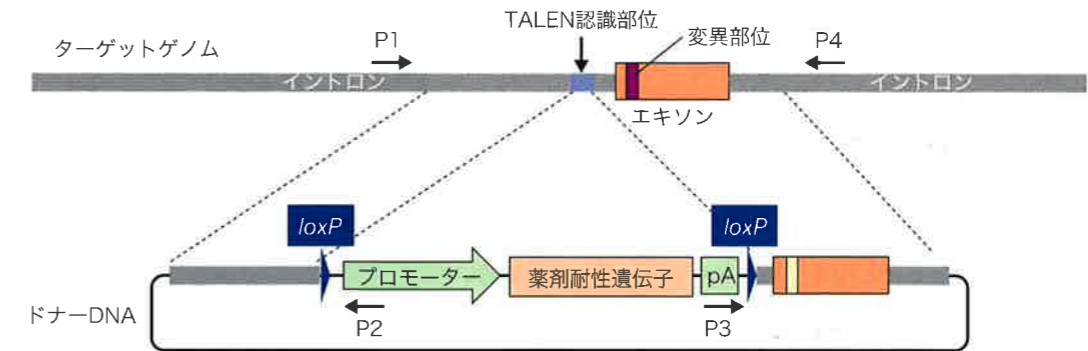 TALEN認識部位
変異部位
P1
P4
ターゲットゲノム
イントロン
イントロン
エキソン
loxP
loxP
プロモーター
薬剤耐性遺伝子
pA
P2
P3
ドナーDNA